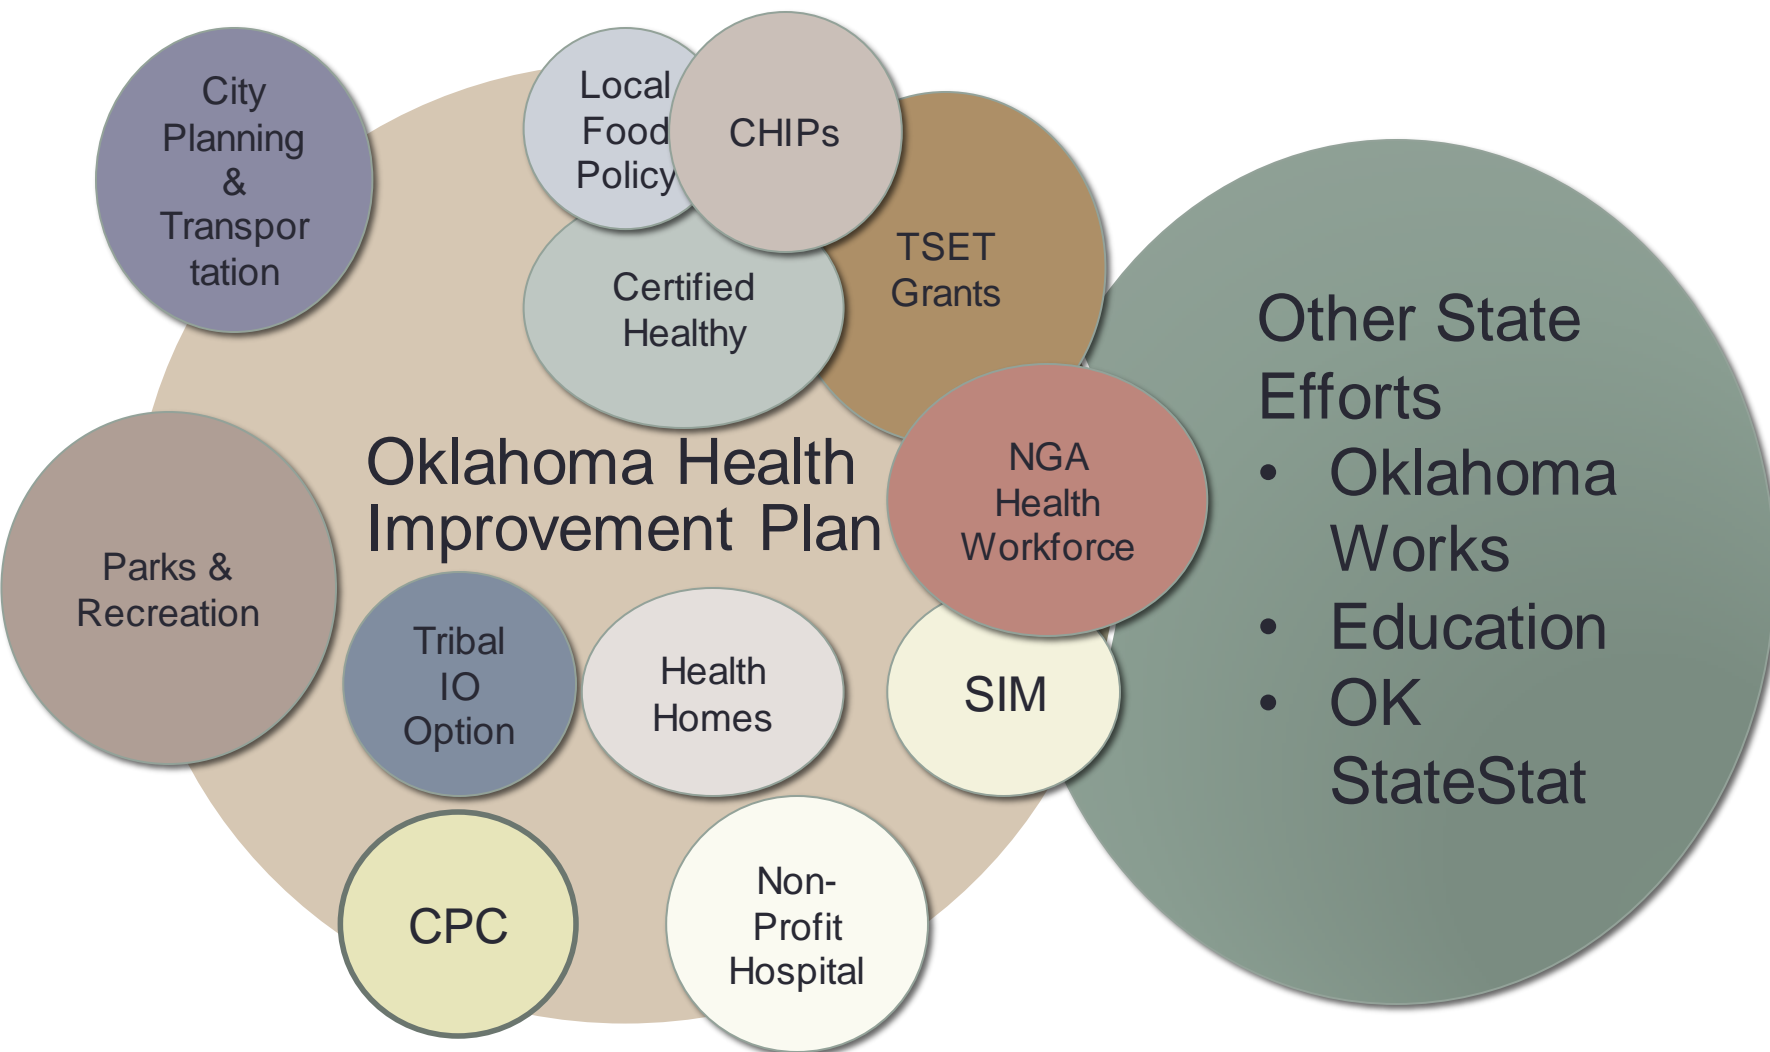 City
Planning
&
Transpor
tation
Local
Food
Policy
CHIPs
TSET
Grants
Certified
Healthy
Oklahoma Health
Improvement Plan
NGA
Health
Workforce
Parks &
Recreation
Tribal
IO
Option
Health
Homes
SIM
CPC
Non-
Profit
Hospital
Other State
Efforts
• Oklahoma
Works
• Education
• OK
StateStat